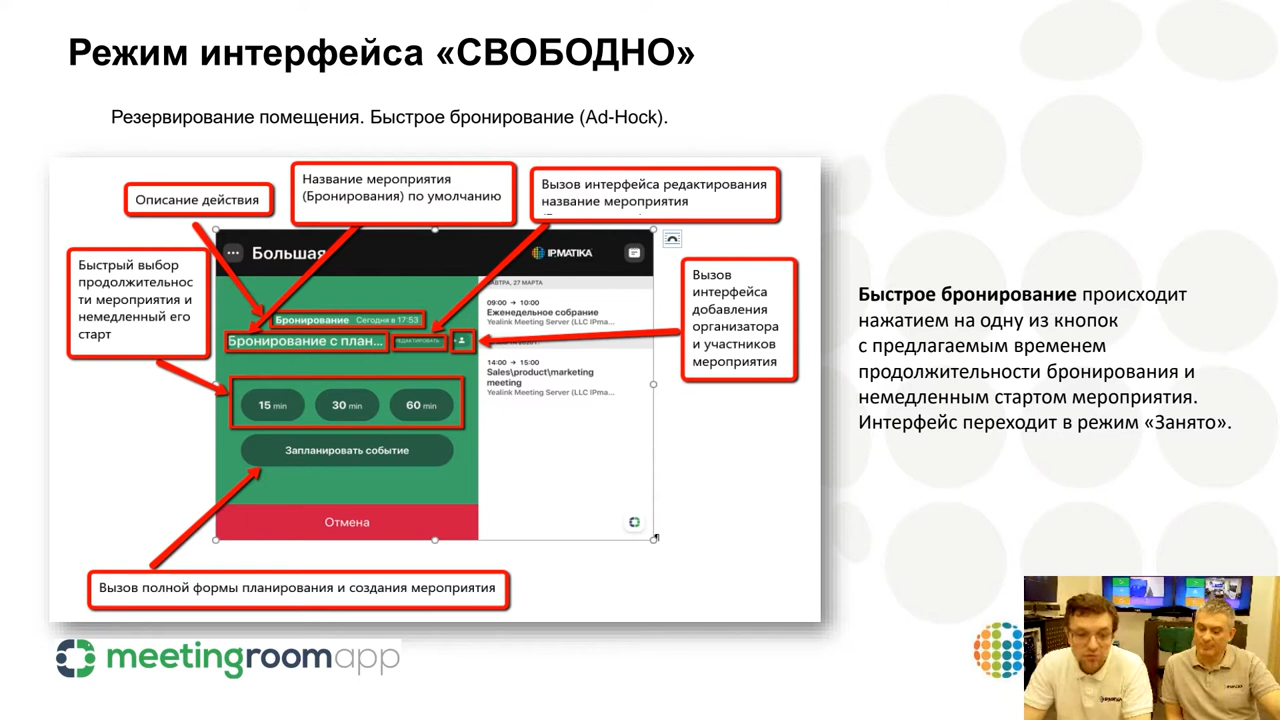 Режим интерфейса «СВОБОДНО»
Резервирование помещения. Быстрое бронирование (Ad-Hock).
Описание действия
Название мероприятия
(Бронирования) по умолчанию
Вызов интерфейса редактирования
название мероприятия
Быстрый выбор
продолжительнос
ти мероприятия и
немедленный его
старт
Вызов
интерфейса
добавления
организатора
и участников
мероприятия
Большая
IPMATIKA
ЗАВТРА, 27 МАРТА
09:00 → 10:00
Еженедельное собрание
Yealink Meeting Server (LLC IPma...
14:00 → 15:00
Sales\product\marketing
meeting
Yealink Meeting Server (LLC IPma...
Бронирование Сегодня в 17:53
Бронирование с план...
РЕДАКТИРОВАТЬ
15 min
30 min
60 min
Запланировать событие
Отмена
Вызов полной формы планирования и создания мероприятия
Быстрое бронирование происходит
нажатием на одну из кнопок
с предлагаемым временем
продолжительности бронирования и
немедленным стартом мероприятия.
Интерфейс переходит в режим «Занято».
meetingroomapp